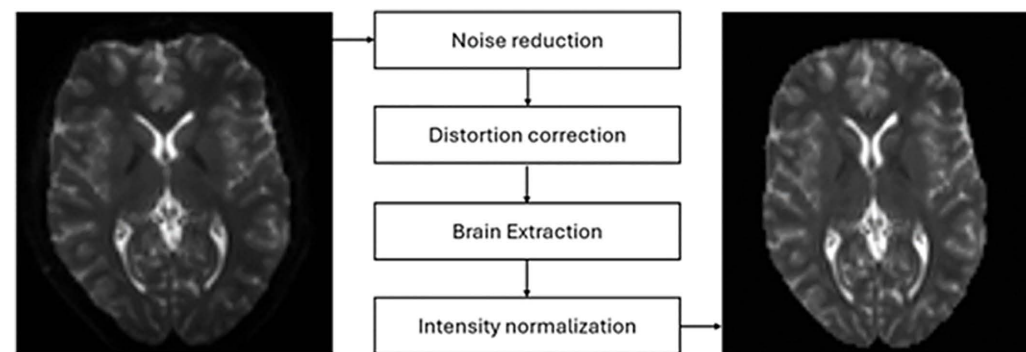 Noise reduction
Distortion correction
Brain Extraction
Intensity normalization